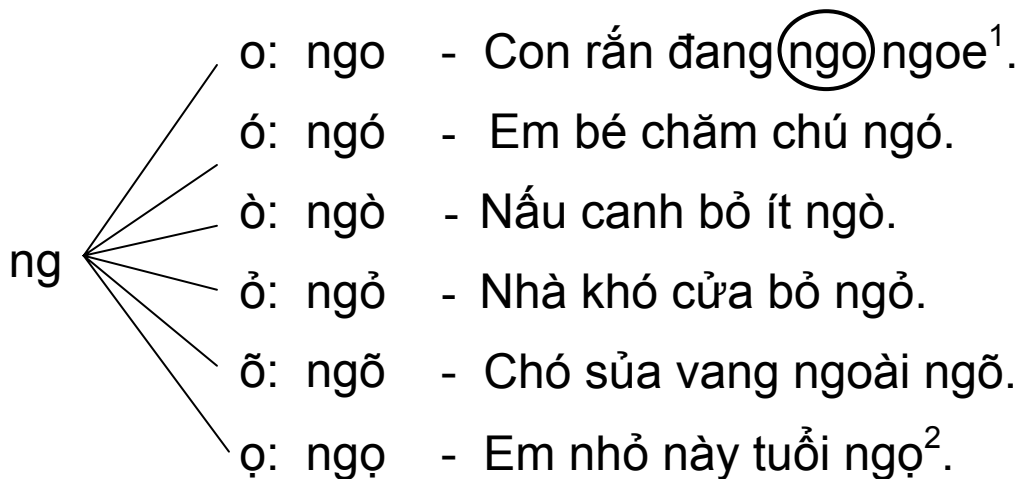 o: ngo - Con rắn đang ngo ngoe¹.
ó: ngó - Em bé chăm chú ngó.
ò: ngò - Nấu canh bỏ ít ngò.
ng
ỏ: ngỏ - Nhà khó cửa bỏ ngỏ.
õ: ngõ - Chó sủa vang ngoài ngõ.
ọ: ngọ - Em nhỏ này tuổi ngọ².